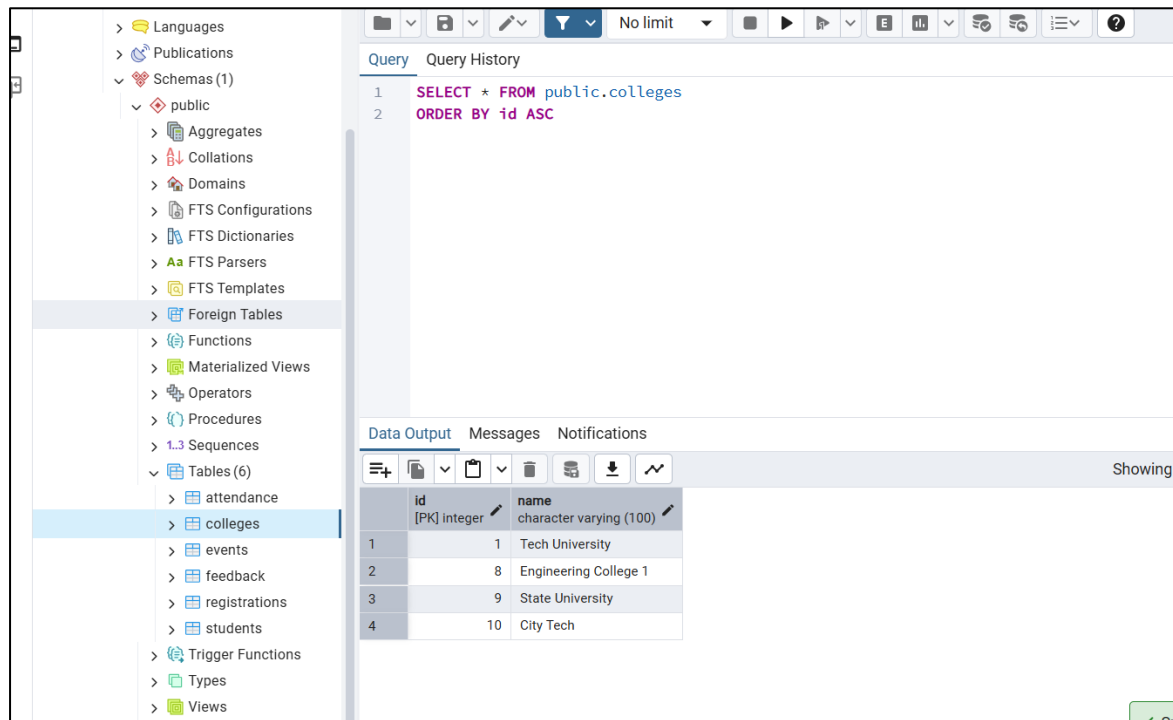 Languages
Publications
Schemas (1)
public
Aggregates
Collations
Domains
FTS Configurations
FTS Dictionaries
Aa FTS Parsers
FTS Templates
Foreign Tables
Functions
Materialized Views
Operators
Procedures
1..3 Sequences
Tables (6)
attendance
colleges
events
feedback
registrations
students
Trigger Functions
Types
Views
No limit
Query Query History
1 SELECT * FROM public.colleges
2 ORDER BY id ASC
Data Output Messages Notifications
Showing
id name
[PK] integer character varying (100)
1 1 Tech University
2 8 Engineering College 1
3 9 State University
4 10 City Tech